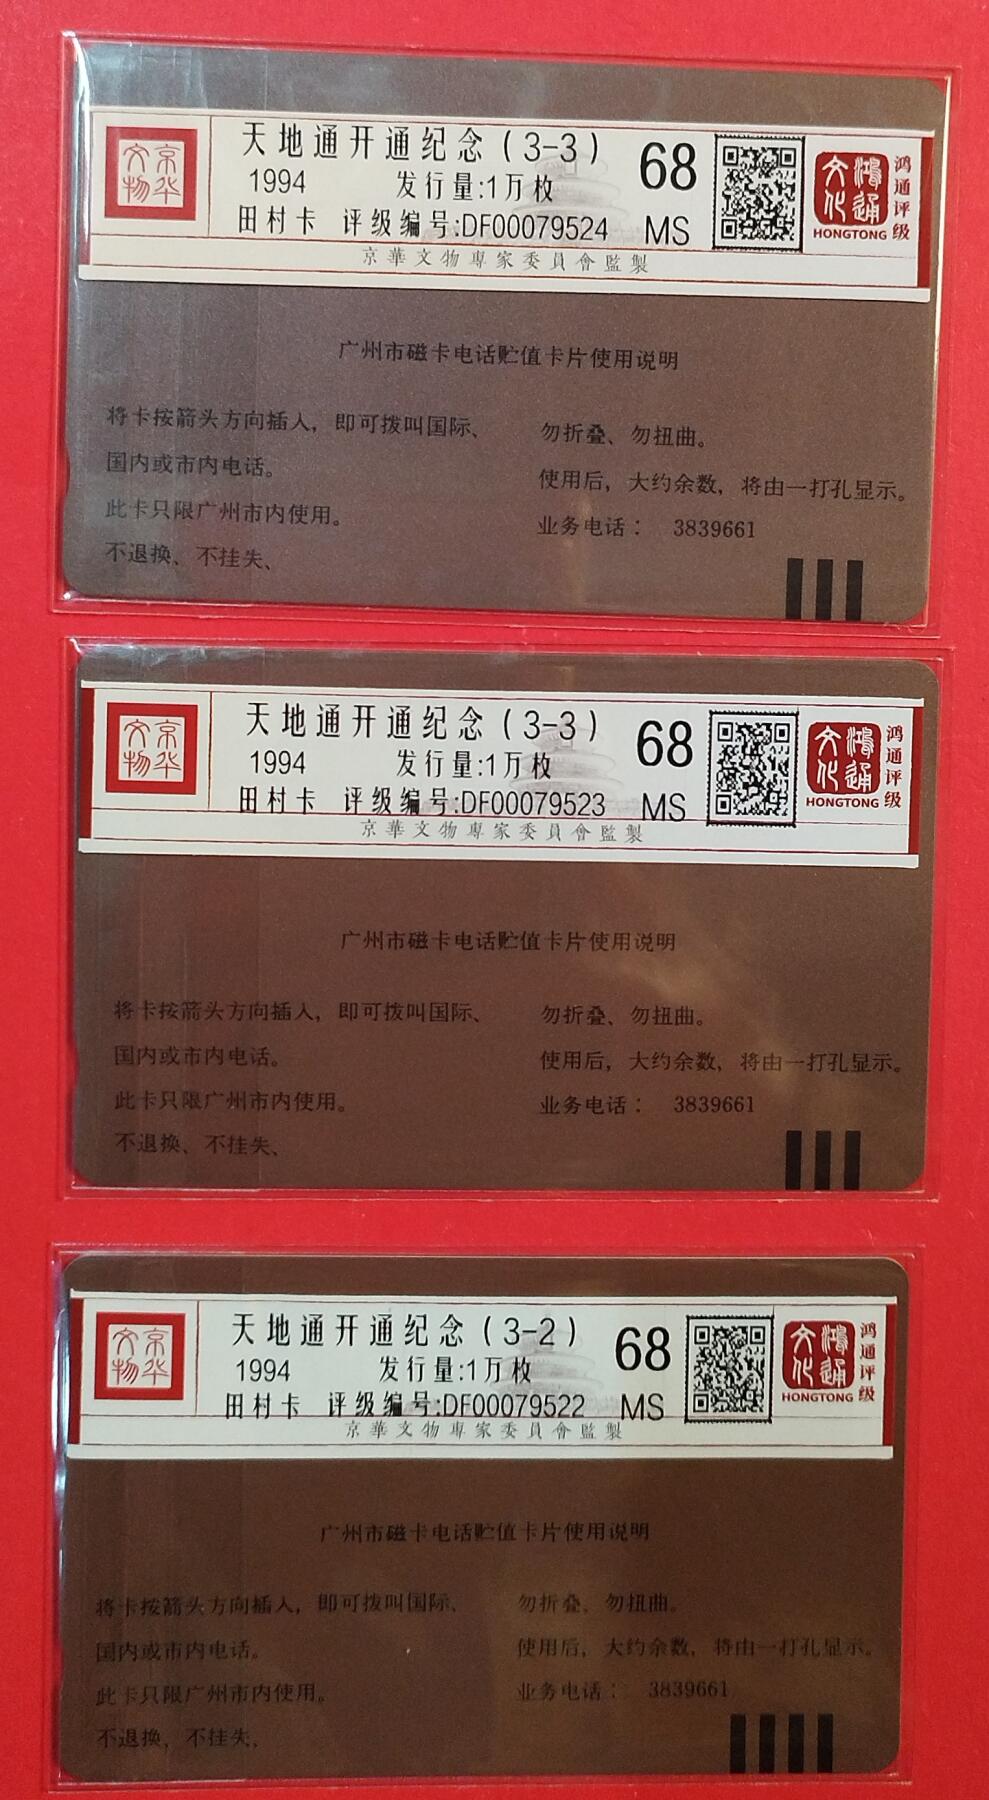 京华文物
天地通开通纪念(3-3)
68
1994 发行量:1万枚
田村卡 评级编号:DF00079524 MS
京華文物專家委員會監製
鸿通文化
HONGTONG
鸿通评级
广州市磁卡电话贮值卡片使用说明
将卡按箭头方向插入，即可拨叫国际、
国内或市内电话。
此卡只限广州市内使用。
不退换、不挂失、
勿折叠、勿扭曲。
使用后，大约余数，将由一打孔显示。
业务电话： 3839661
京华文物
天地通开通纪念(3-3)
68
1994 发行量:1万枚
田村卡 评级编号:DF00079523 MS
京華文物專家委員會監製
鸿通文化
HONGTONG
鸿通评级
广州市磁卡电话贮值卡片使用说明
将卡按箭头方向插入，即可拨叫国际、
国内或市内电话。
此卡只限广州市内使用。
不退换、不挂失、
勿折叠、勿扭曲。
使用后，大约余数，将由一打孔显示。
业务电话： 3839661
京华文物
天地通开通纪念(3-2)
68
1994 发行量:1万枚
田村卡 评级编号:DF00079522 MS
京華文物專家委員會監製
鸿通文化
HONGTONG
鸿通评级
广州市磁卡电话贮值卡片使用说明
将卡按箭头方向插入，即可拨叫国际、
国内或市内电话。
此卡只限广州市内使用。
不退换、不挂失、
勿折叠、勿扭曲。
使用后，大约余数，将由一打孔显示。
业务电话： 3839661